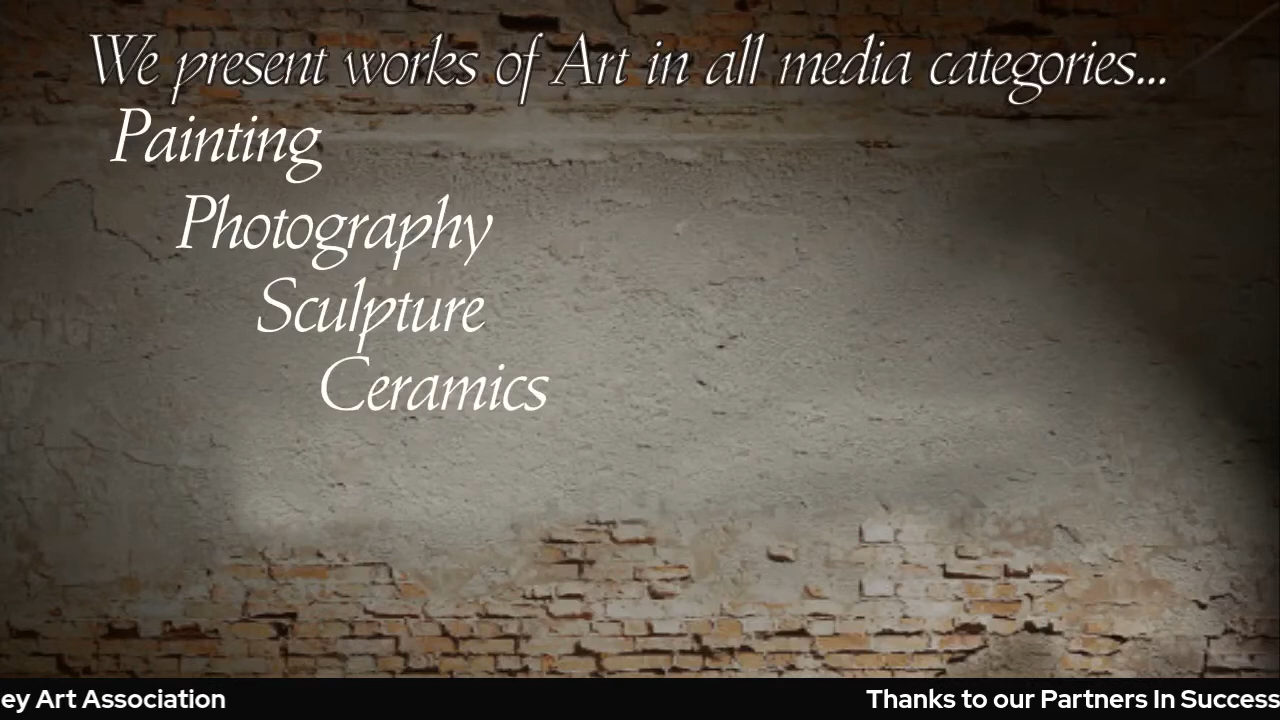 We present works of Art in all media categories...
Painting
Photography
Sculpture
Ceramics
ey Art Association
Thanks to our Partners In Success